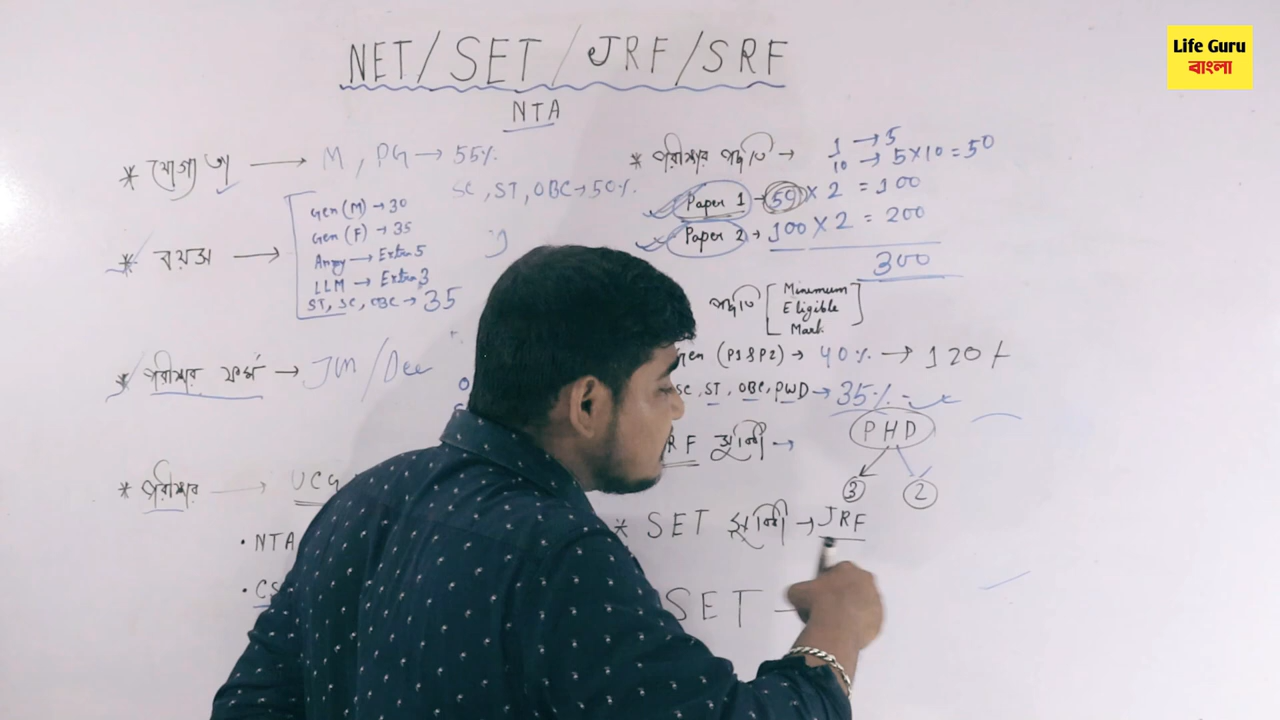 Life Guru
বাংলা
NET/SET/JRF/SRF
NTA
* যোগ্যতা → M, PG → 55%
SC, ST, OBC → 50%
* বয়স →
Gen (M) → 30
Gen (F) → 35
Army → Extra 5
LLM → Extra 3
ST, SC, OBC → 35
* পরীক্ষার ফর্ম → JUN/Dec
* পরীক্ষার → UCG
• NTA
• CS
* পরীক্ষার পদ্ধতি →
1 → 5
10 → 5×10=50
Paper 1 → 50 × 2 = 100
Paper 2 → 100 × 2 = 200
300
পদ্ধতি [Minimum
Eligible
Mark]
Gen (P1 & P2) → 40% → 120
SC, ST, OBC, PWD → 35%
RF →
PHD
3 2
* SET → JRF
SET